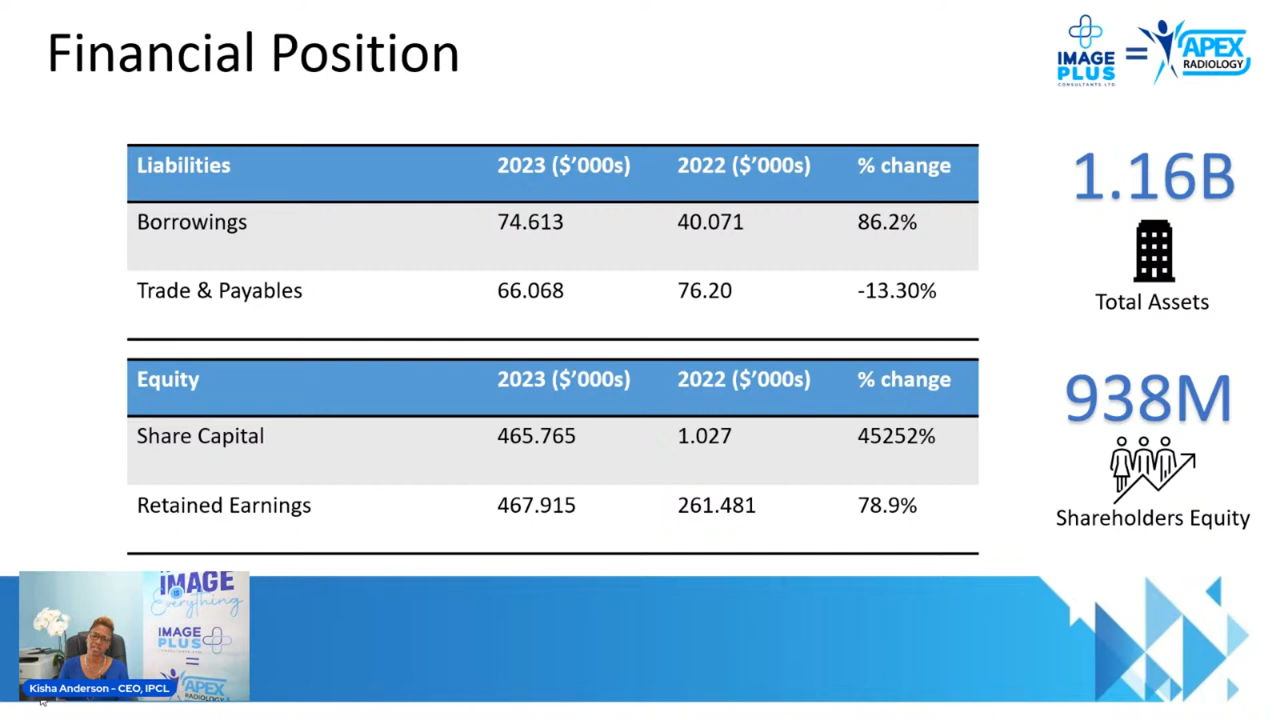 Financial Position
IMAGE
PLUS
CONSULTANTS LTD.
=
APEX
RADIOLOGY
Liabilities 2023 ($’000s) 2022 ($’000s) % change
Borrowings 74.613 40.071 86.2%
Trade & Payables 66.068 76.20 -13.30%
Equity 2023 ($’000s) 2022 ($’000s) % change
Share Capital 465.765 1.027 45252%
Retained Earnings 467.915 261.481 78.9%
1.16B
Total Assets
938M
Shareholders Equity
IMAGE
IS
Everything
IMAGE
PLUS
=
APEX
RADIOLOGY
Kisha Anderson - CEO, IPCL